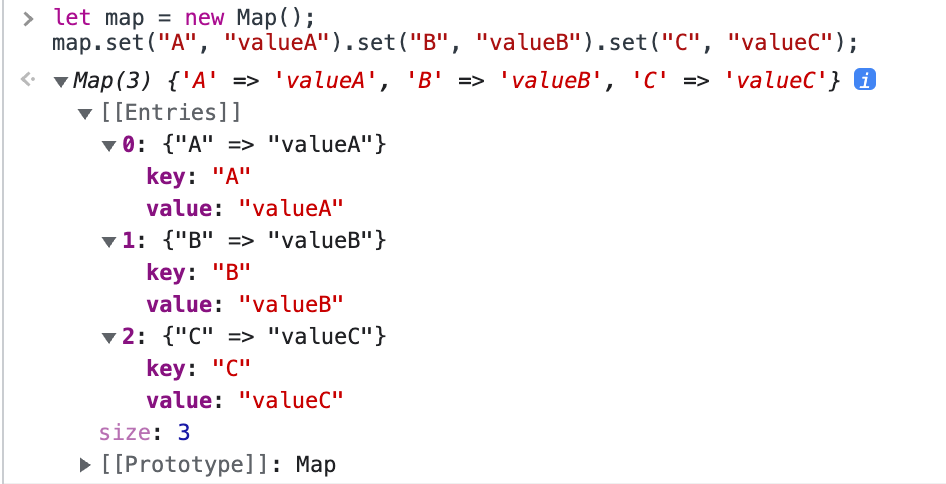 > let map = new Map();
map.set("A", "valueA").set("B", "valueB").set("C", "valueC");
Map(3) {'A' => 'valueA', 'B' => 'valueB', 'C' => 'valueC'} i
[[Entries]]
0: {"A" => "valueA"}
key: "A"
value: "valueA"
1: {"B" => "valueB"}
key: "B"
value: "valueB"
2: {"C" => "valueC"}
key: "C"
value: "valueC"
size: 3
[[Prototype]]: Map